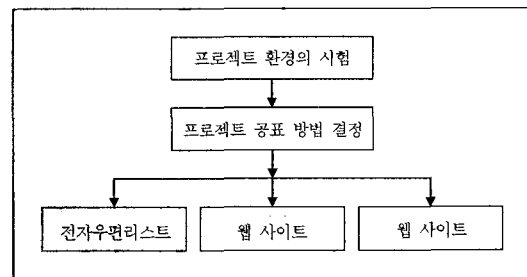 프로젝트 환경의 시험
프로젝트 공표 방법 결정
전자우편리스트
웹 사이트
웹 사이트